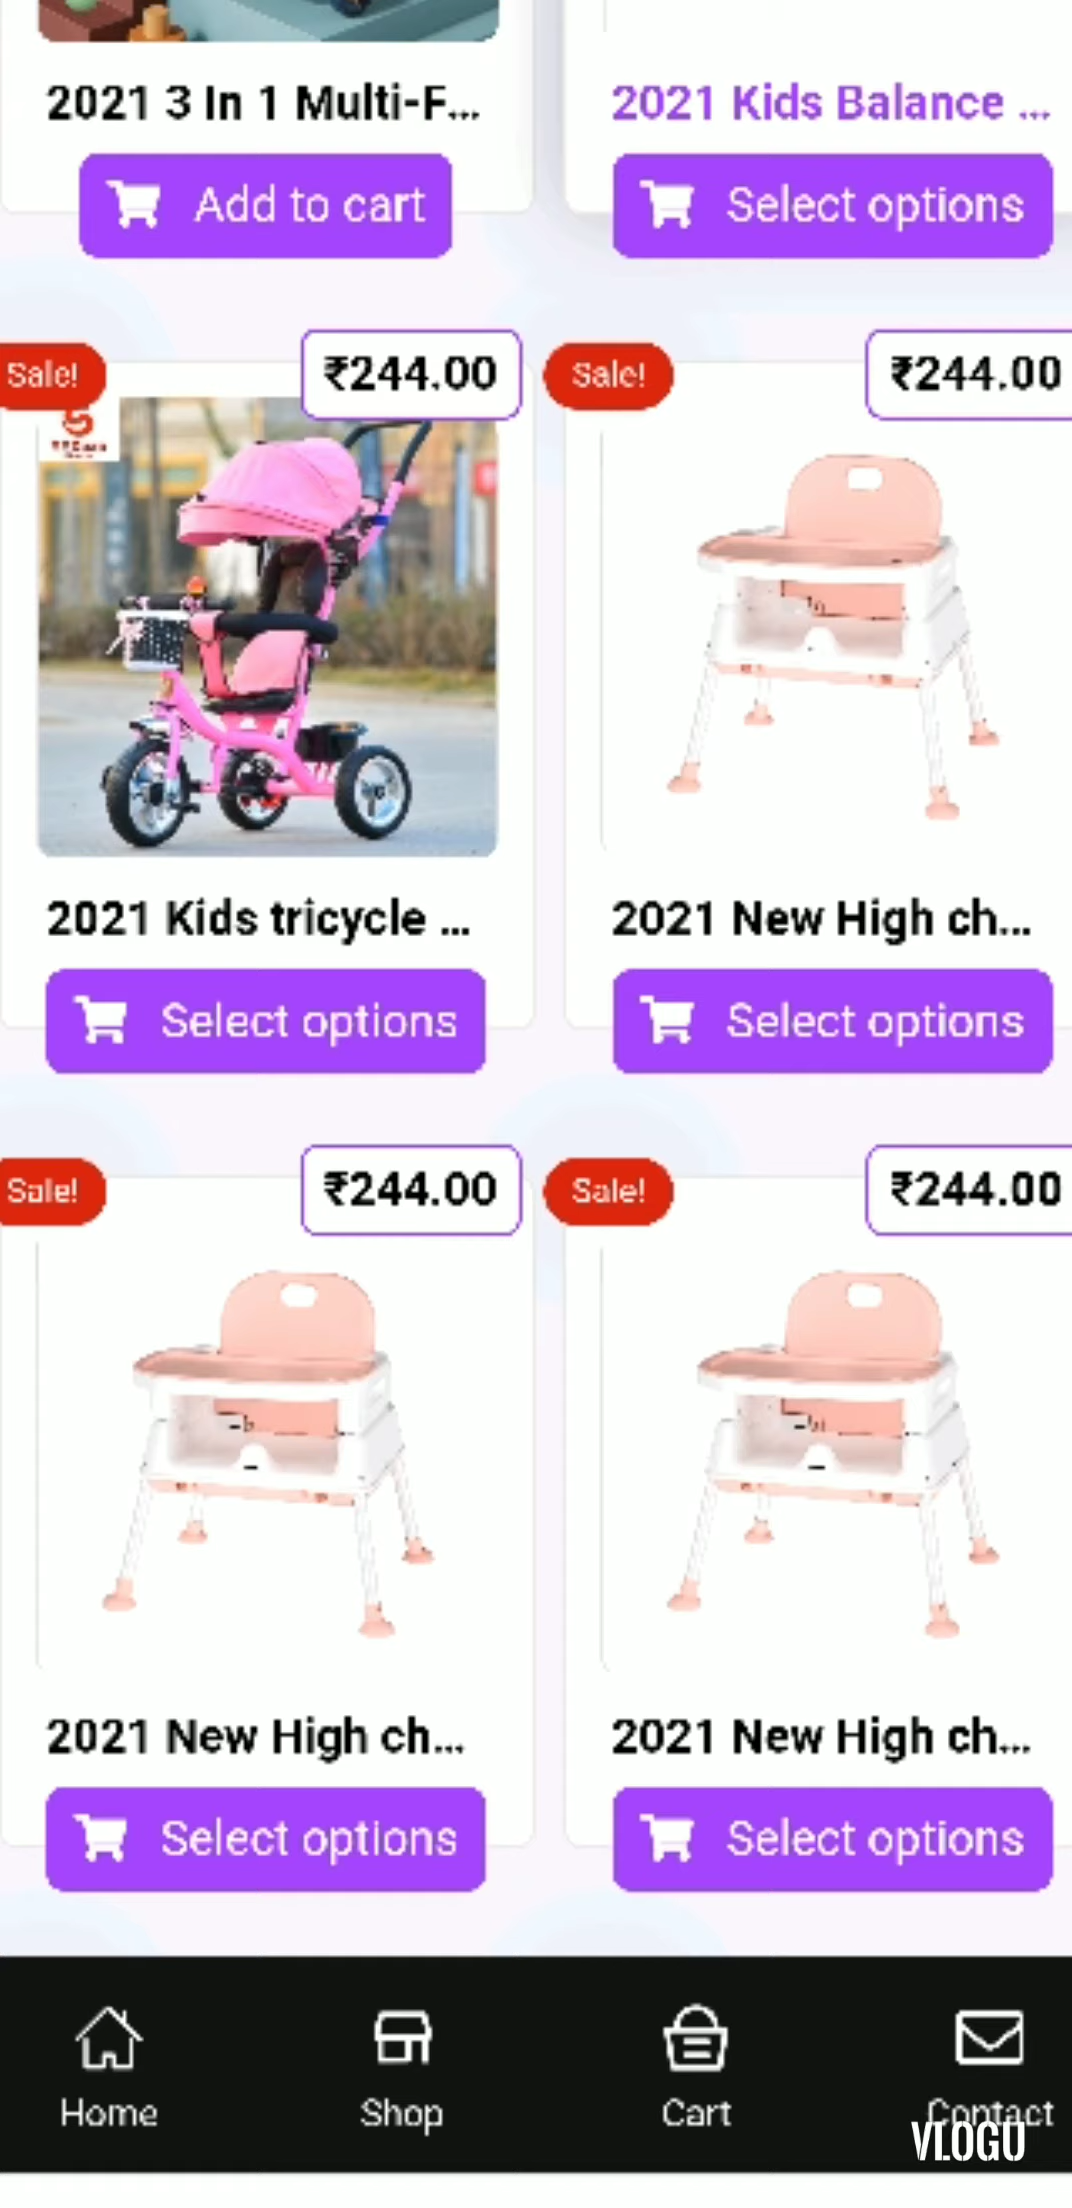 2021 3 In 1 Multi-F...
2021 Kids Balance ...
Add to cart
Select options
Sale!
₹244.00
Sale!
₹244.00
2021 Kids tricycle ...
2021 New High ch...
Select options
Select options
Sale!
₹244.00
Sale!
₹244.00
2021 New High ch...
2021 New High ch...
Select options
Select options
Home
Shop
Cart
Contact
VLOGU